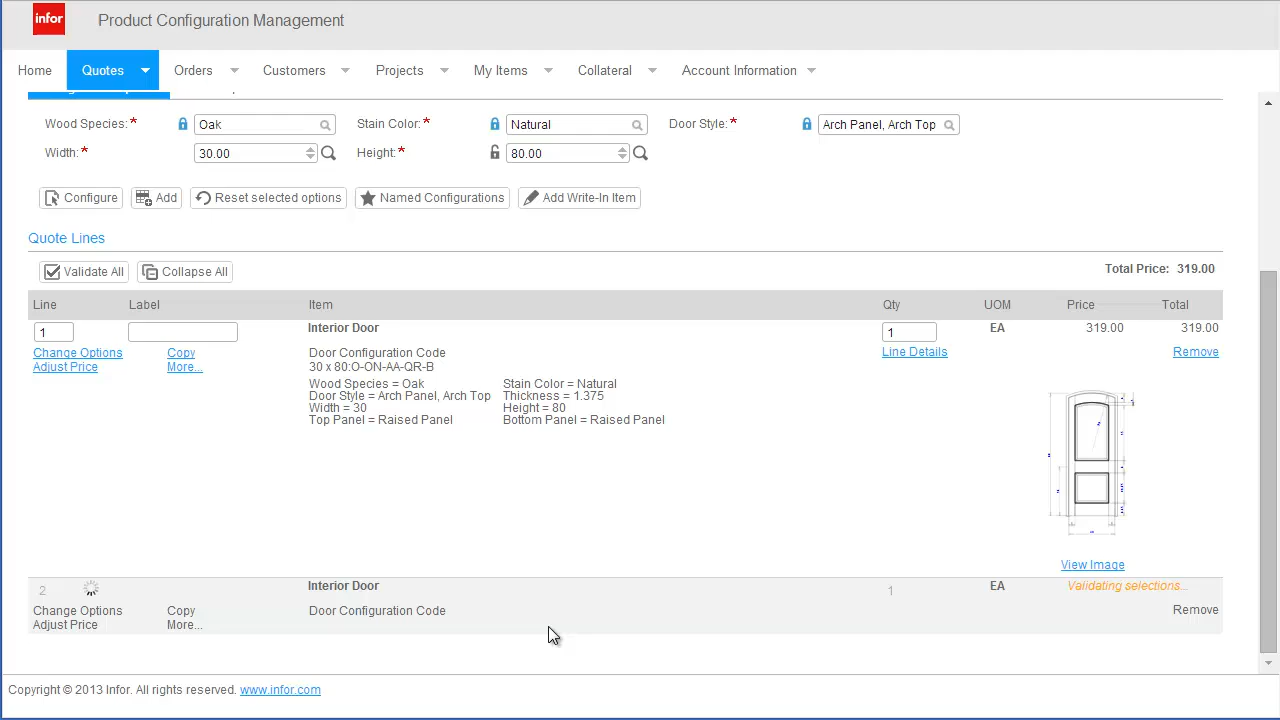 infor Product Configuration Management
Home Quotes Orders Customers Projects My Items Collateral Account Information
Wood Species:* Oak Stain Color:* Natural Door Style:* Arch Panel, Arch Top
Width:* 30.00 Height:* 80.00
Configure Add Reset selected options Named Configurations Add Write-In Item
Quote Lines
Validate All Collapse All Total Price: 319.00
Line Label Item Qty UOM Price Total
1 Interior Door 1 EA 319.00 319.00
Change Options Copy Door Configuration Code Line Details Remove
Adjust Price More... 30 x 80:O-ON-AA-QR-B
Wood Species = Oak Stain Color = Natural
Door Style = Arch Panel, Arch Top Thickness = 1.375
Width = 30 Height = 80
Top Panel = Raised Panel Bottom Panel = Raised Panel
View Image
2 Interior Door 1 EA Validating selections...
Change Options Copy Door Configuration Code Remove
Adjust Price More...
Copyright © 2013 Infor. All rights reserved. www.infor.com